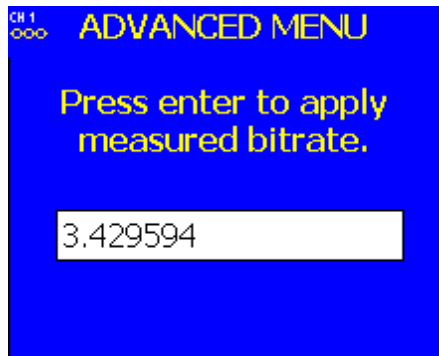 CH 1
ADVANCED MENU
Press enter to apply
measured bitrate.
3.429594